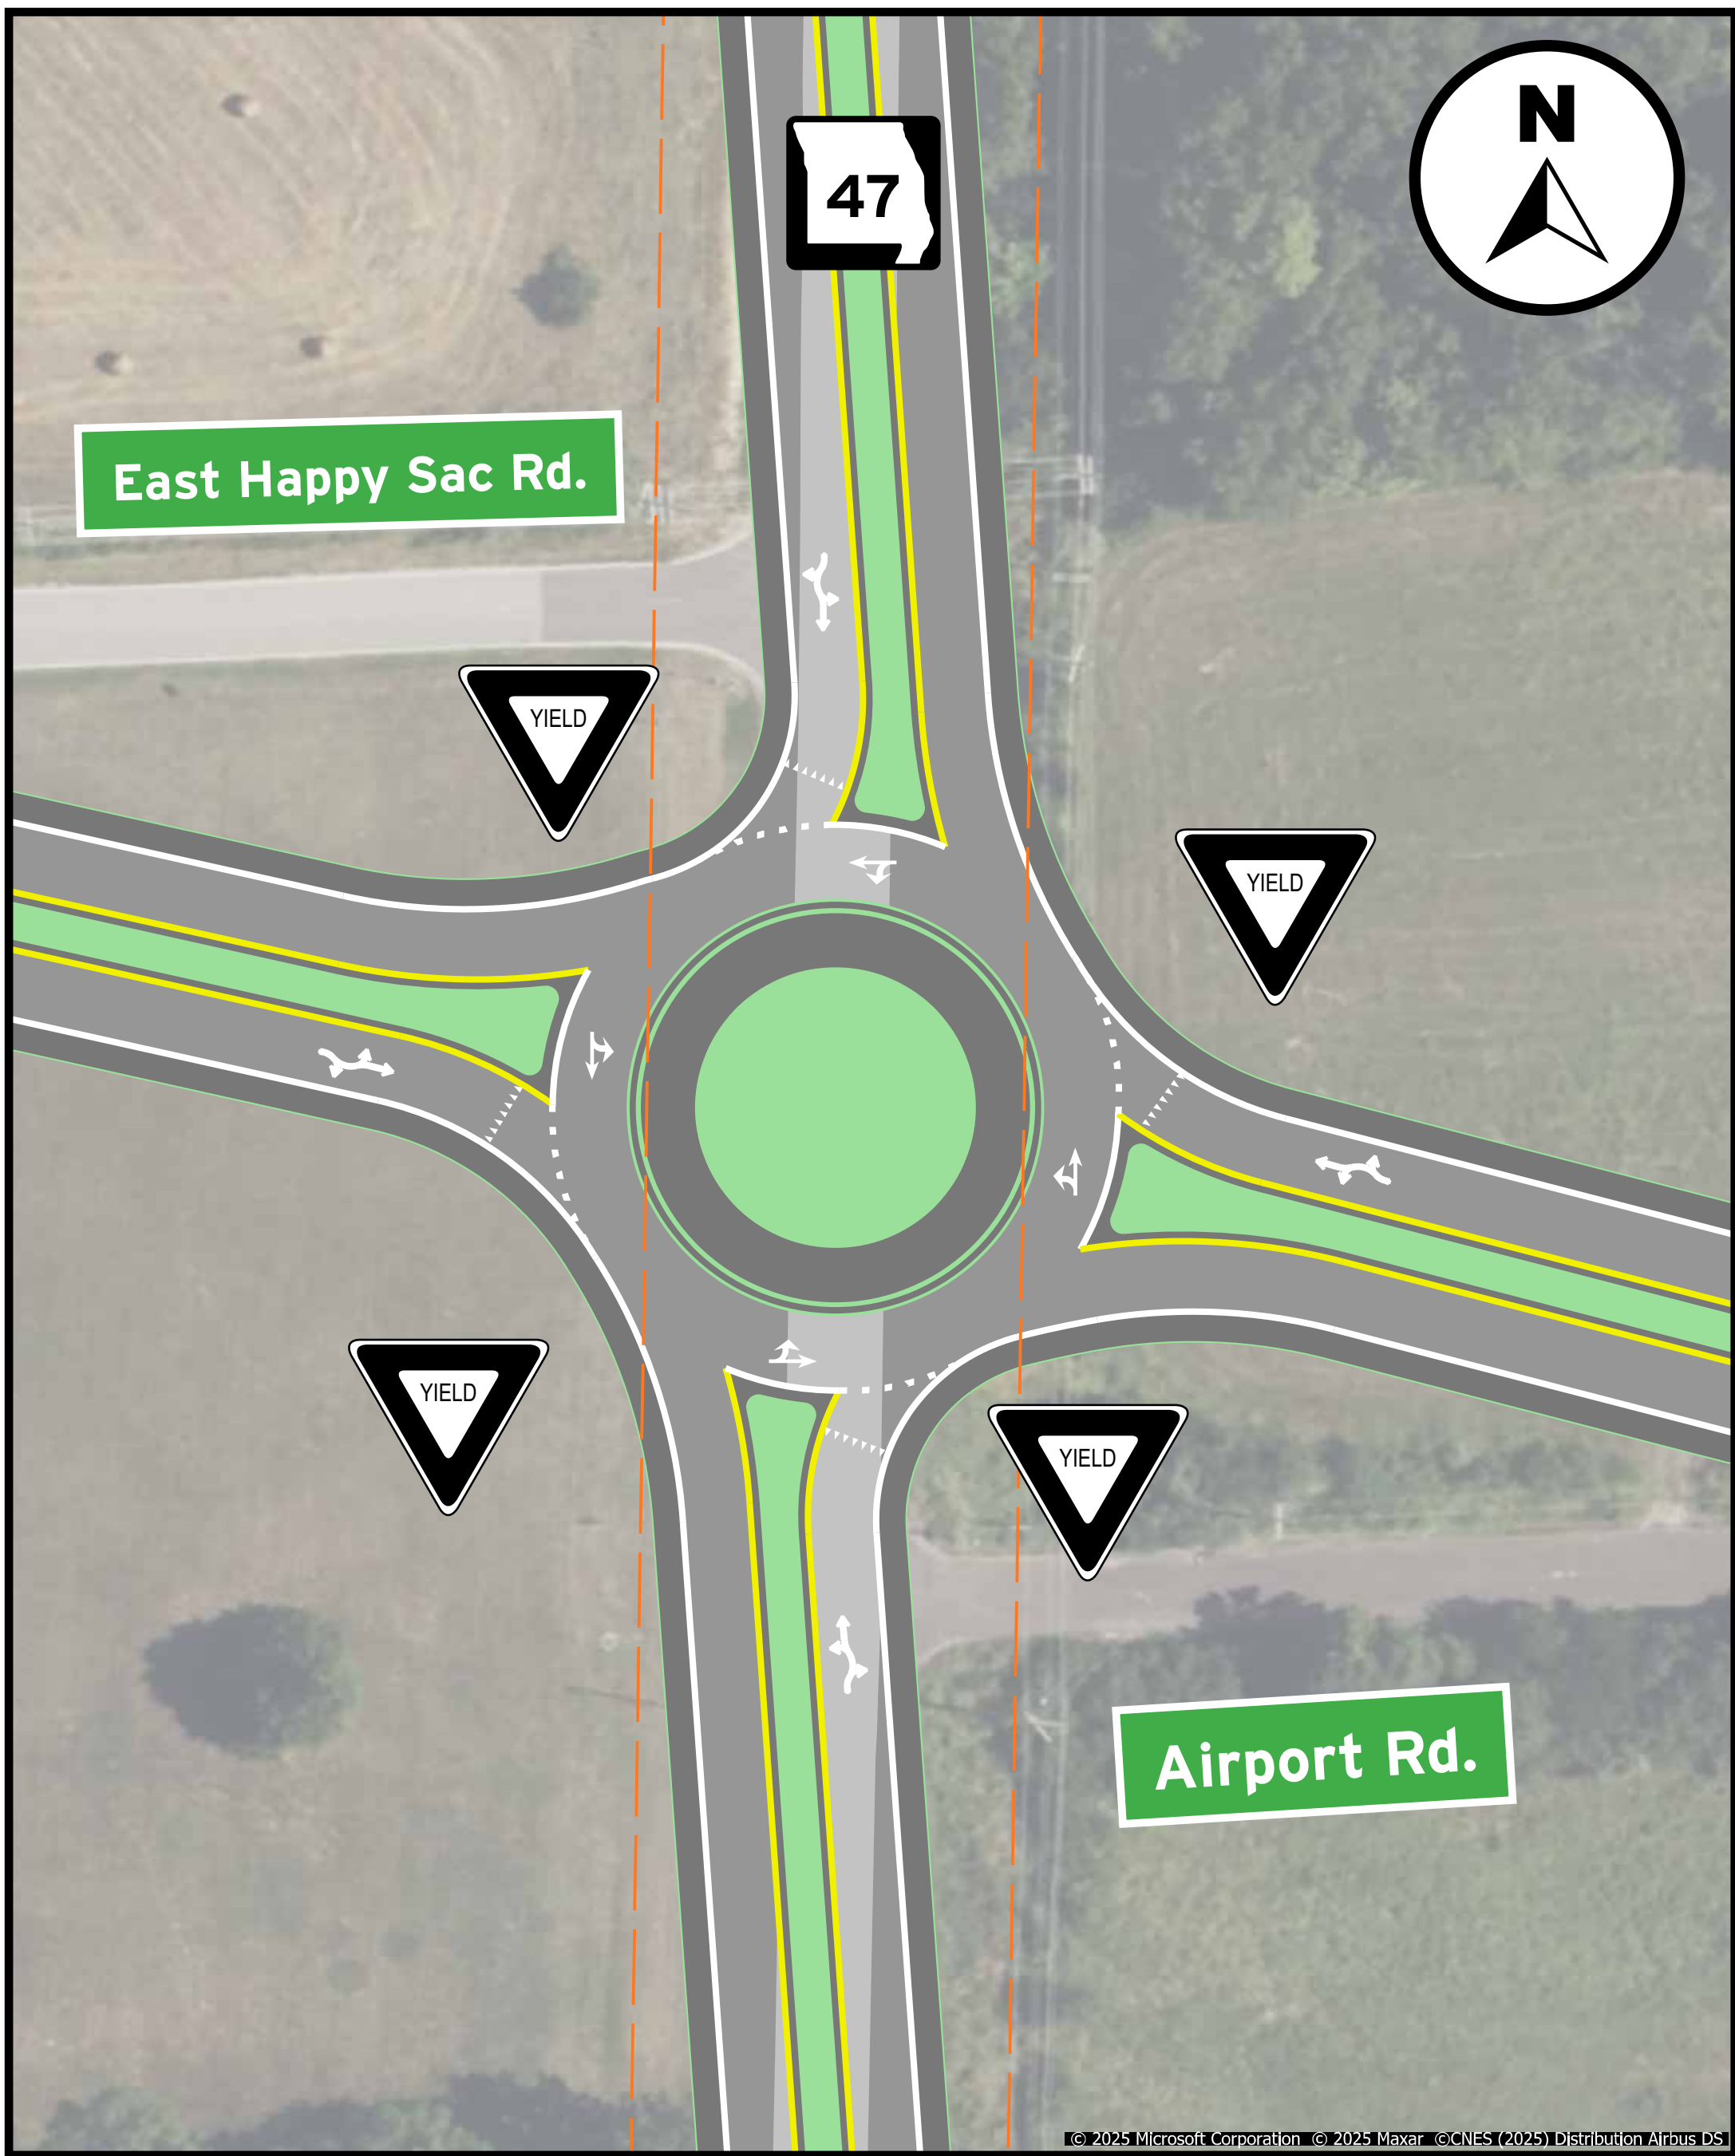 N
47
East Happy Sac Rd.
YIELD
YIELD
YIELD
YIELD
Airport Rd.
© 2025 Microsoft Corporation © 2025 Maxar ©CNES (2025) Distribution Airbus DS